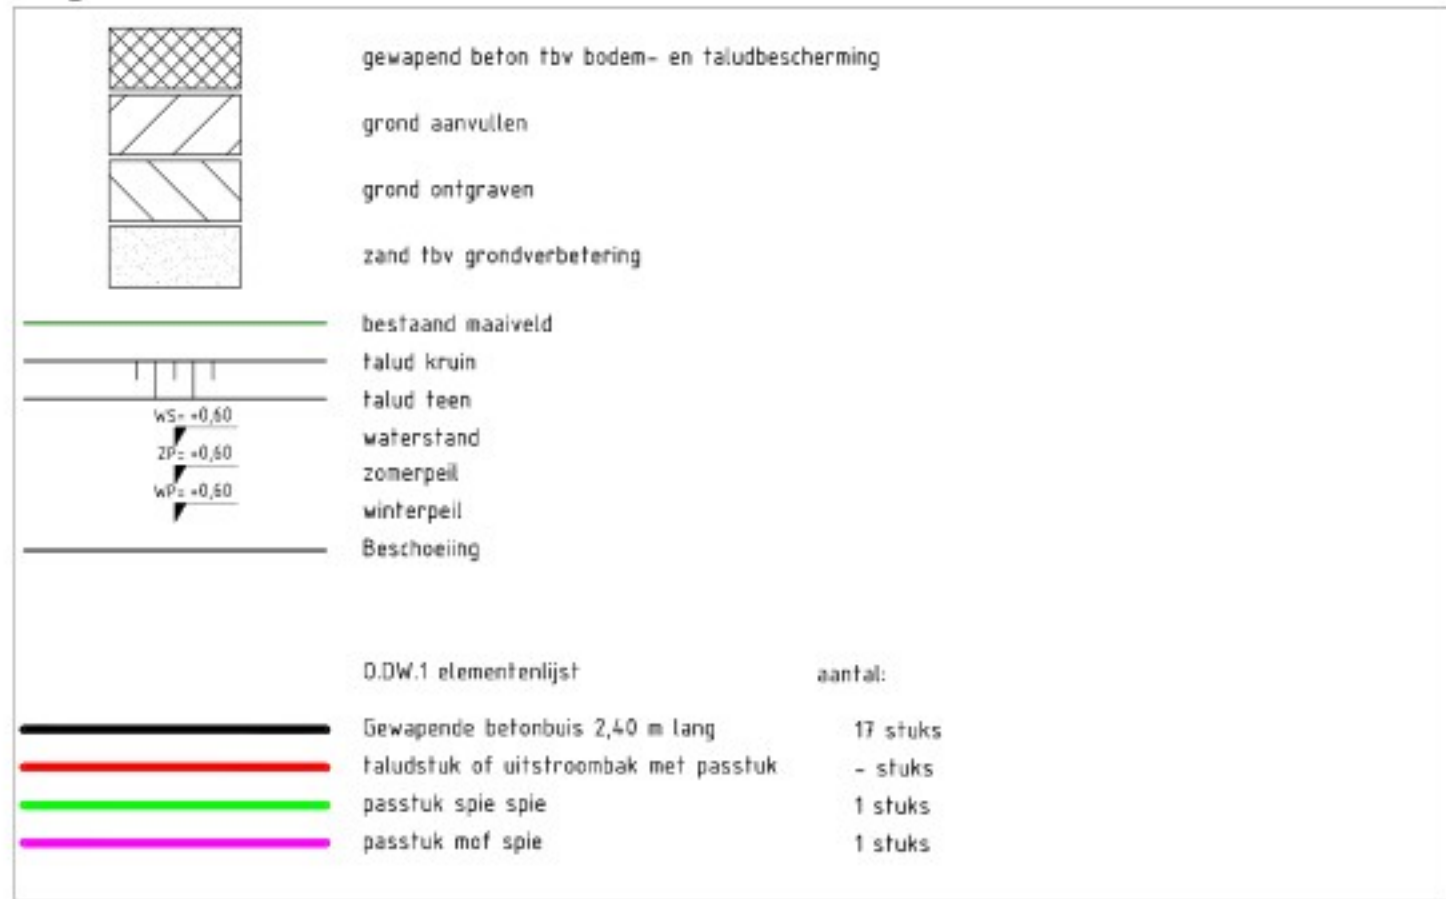 gewapend beton tbv bodem- en taludbescherming
grond aanvullen
grond ontgraven
zand tbv grondverbetering
bestaand maaiveld
talud kruin
talud teen
WS= +0,60 waterstand
ZP= +0,60 zomerpeil
WP= +0,60 winterpeil
Beschoeiing
D.DW.1 elementenlijst aantal:
Gewapende betonbuis 2,40 m lang 17 stuks
taludstuk of uitstroombak met passtuk - stuks
passtuk spie spie 1 stuks
passtuk mof spie 1 stuks